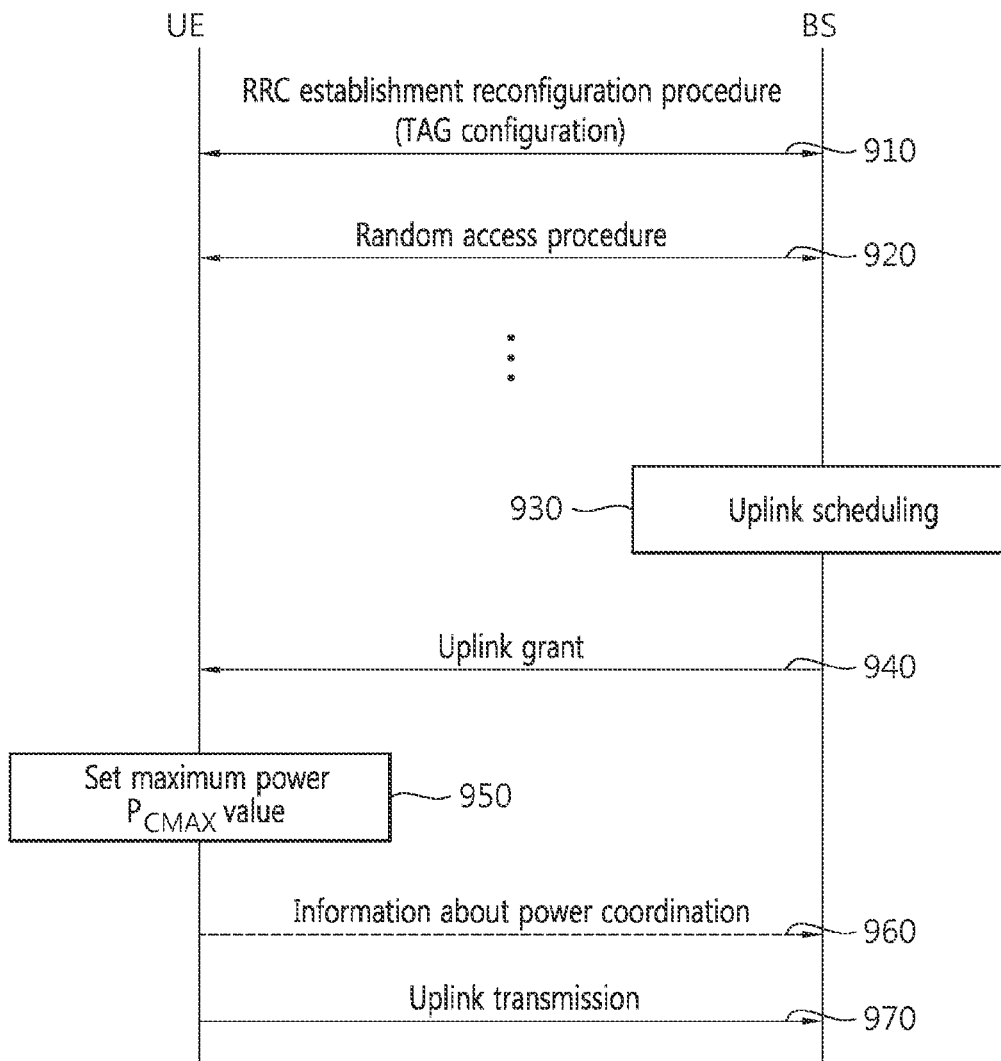 UE
BS
RRC establishment reconfiguration procedure
(TAG configuration)
910
Random access procedure
920
930
Uplink scheduling
Uplink grant
940
Set maximum power
PCMAX value
950
Information about power coordination
960
Uplink transmission
970